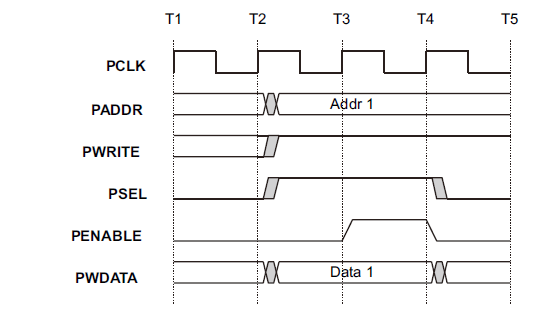 T1 T2 T3 T4 T5
PCLK
PADDR Addr 1
PWRITE
PSEL
PENABLE
PWDATA Data 1